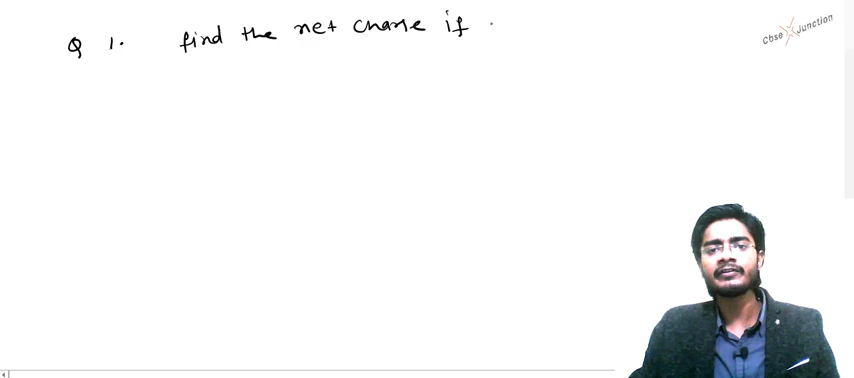 Q 1. find the net charge if
Cbse Junction